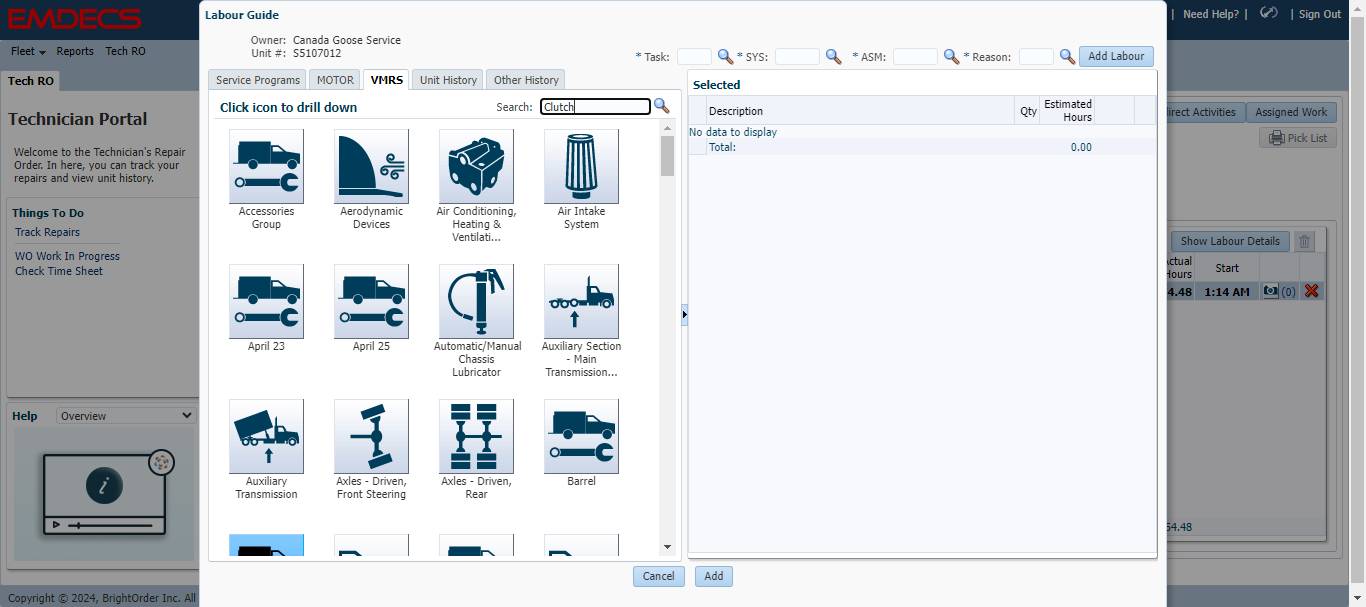 EMDECS
Need Help? |
| Sign Out
Fleet
Reports
Tech RO
Tech RO
Technician Portal
Welcome to the Technician's Repair
Order. In here, you can track your
repairs and view unit history.
Things To Do
Track Repairs
WO Work In Progress
Check Time Sheet
Help
Overview
Copyright © 2024, BrightOrder Inc. All
Labour Guide
Owner: Canada Goose Service
Unit #: S5107012
* Task:
* SYS:
* ASM:
* Reason:
Add Labour
Service Programs
MOTOR
VMRS
Unit History
Other History
Click icon to drill down
Search: Clutch
Accessories
Group
Aerodynamic
Devices
Air Conditioning,
Heating &
Ventilati...
Air Intake
System
April 23
April 25
Automatic/Manual
Chassis
Lubricator
Auxiliary Section
- Main
Transmission...
Auxiliary
Transmission
Axles - Driven,
Front Steering
Axles - Driven,
Rear
Barrel
Selected
Description
Qty
Estimated
Hours
No data to display
Total: 0.00
Cancel
Add
Activities
Assigned Work
Pick List
Show Labour Details
Hours
Start
4.48
1:14 AM
(0)
54.48